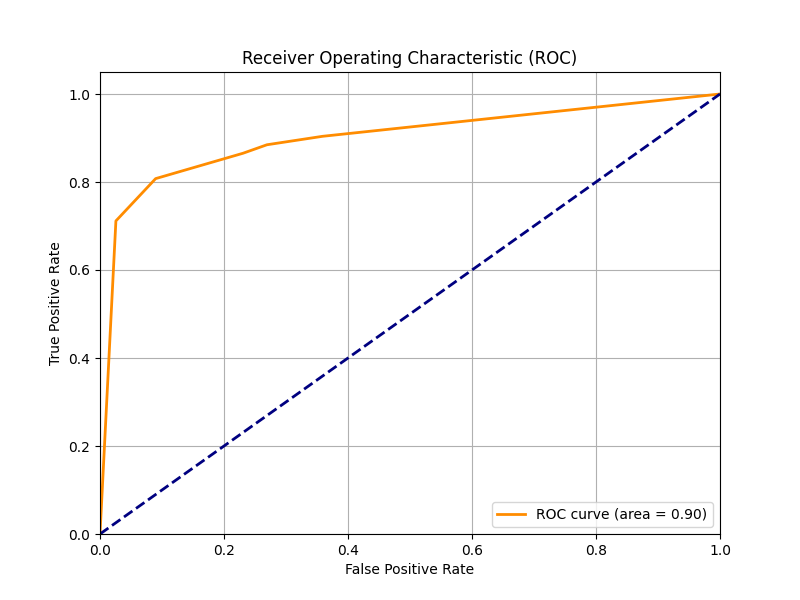 Receiver Operating Characteristic (ROC)
True Positive Rate
1.0
0.8
0.6
0.4
0.2
0.0
0.0 0.2 0.4 0.6 0.8 1.0
False Positive Rate
ROC curve (area = 0.90)